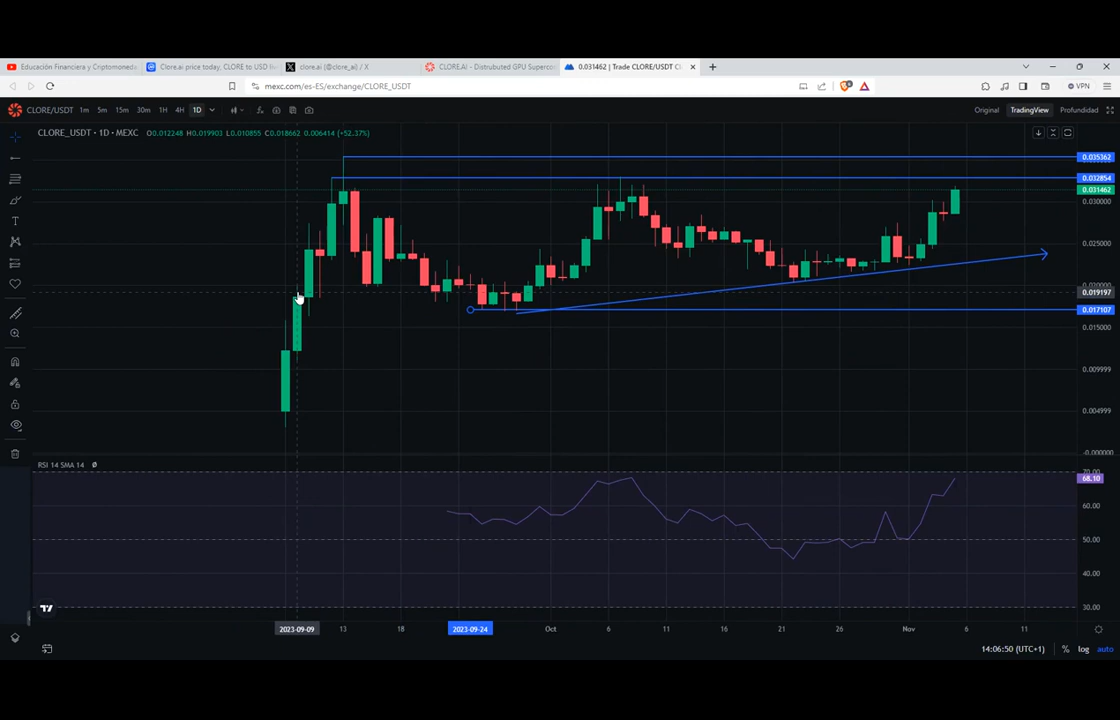 Educación Financiera y Criptomoneda
Clore.ai price today, CLORE to USD li
clore.ai (@clore_ai) / X
CLORE.AI - Distrubuted GPU Superco
0.031462 | Trade CLORE/USDT Cl
mexc.com/es-ES/exchange/CLORE_USDT
VPN
CLORE/USDT 1m 5m 15m 30m 1H 4H 1D
Original TradingView Profundidad
CLORE_USDT · 1D · MEXC O0.012248 H0.019903 L0.010855 C0.018662 0.006414 (+52.37%)
0.035362
0.032854
0.031462
0.030000
0.025000
0.019197
0.017107
0.015000
0.009999
0.004999
-0.000000
RSI 14 SMA 14
70.00
68.10
60.00
50.00
40.00
30.00
2023-09-09 13 18 2023-09-24 Oct 6 11 16 21 26 Nov 6 11
14:06:50 (UTC+1) % log auto